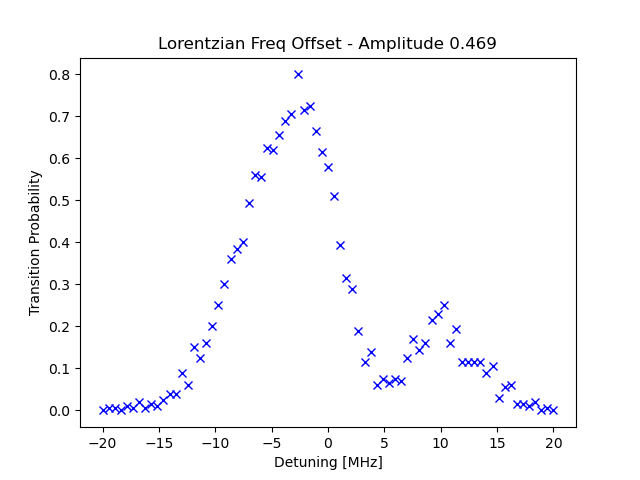 Lorentzian Freq Offset - Amplitude 0.469
Transition Probability
0.8
0.7
0.6
0.5
0.4
0.3
0.2
0.1
0.0
−20 −15 −10 −5 0 5 10 15 20
Detuning [MHz]